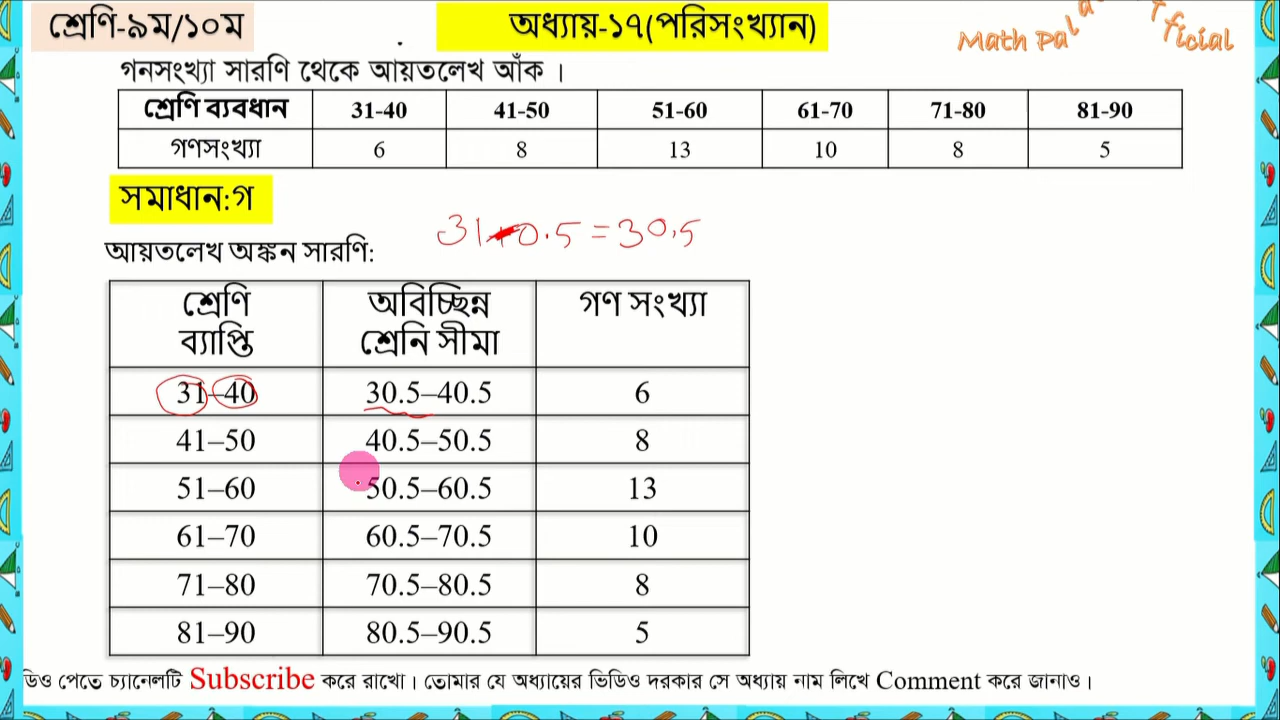 শ্রেণি-৯ম/১০ম
অধ্যায়-১৭(পরিসংখ্যান)
Math Pal
ficial
গনসংখ্যা সারণি থেকে আয়তলেখ আঁক ।
শ্রেণি ব্যবধান 31-40 41-50 51-60 61-70 71-80 81-90
গণসংখ্যা 6 8 13 10 8 5
সমাধান:গ
31-0.5=30.5
আয়তলেখ অঙ্কন সারণি:
শ্রেণি ব্যাপ্তি অবিচ্ছিন্ন শ্রেনি সীমা গণ সংখ্যা
31–40 30.5–40.5 6
41–50 40.5–50.5 8
51–60 50.5–60.5 13
61–70 60.5–70.5 10
71–80 70.5–80.5 8
81–90 80.5–90.5 5
ডিও পেতে চ্যানেলটি Subscribe করে রাখো। তোমার যে অধ্যায়ের ভিডিও দরকার সে অধ্যায় নাম লিখে Comment করে জানাও।